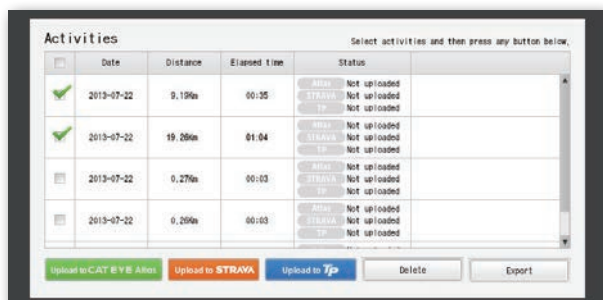 Activities
Select activities and then press any button below.
Date Distance Elapsed time Status
2013-07-22 9.19Km 00:35 Atlas Not uploaded
STRAVA Not uploaded
TP Not uploaded
2013-07-22 19.26Km 01:04 Atlas Not uploaded
STRAVA Not uploaded
TP Not uploaded
2013-07-22 0.27Km 00:03 Atlas Not uploaded
STRAVA Not uploaded
TP Not uploaded
2013-07-22 0.26Km 00:03 Atlas Not uploaded
STRAVA Not uploaded
TP Not uploaded
Not uploaded
Upload to CATEYE Atlas Upload to STRAVA Upload to TP Delete Export